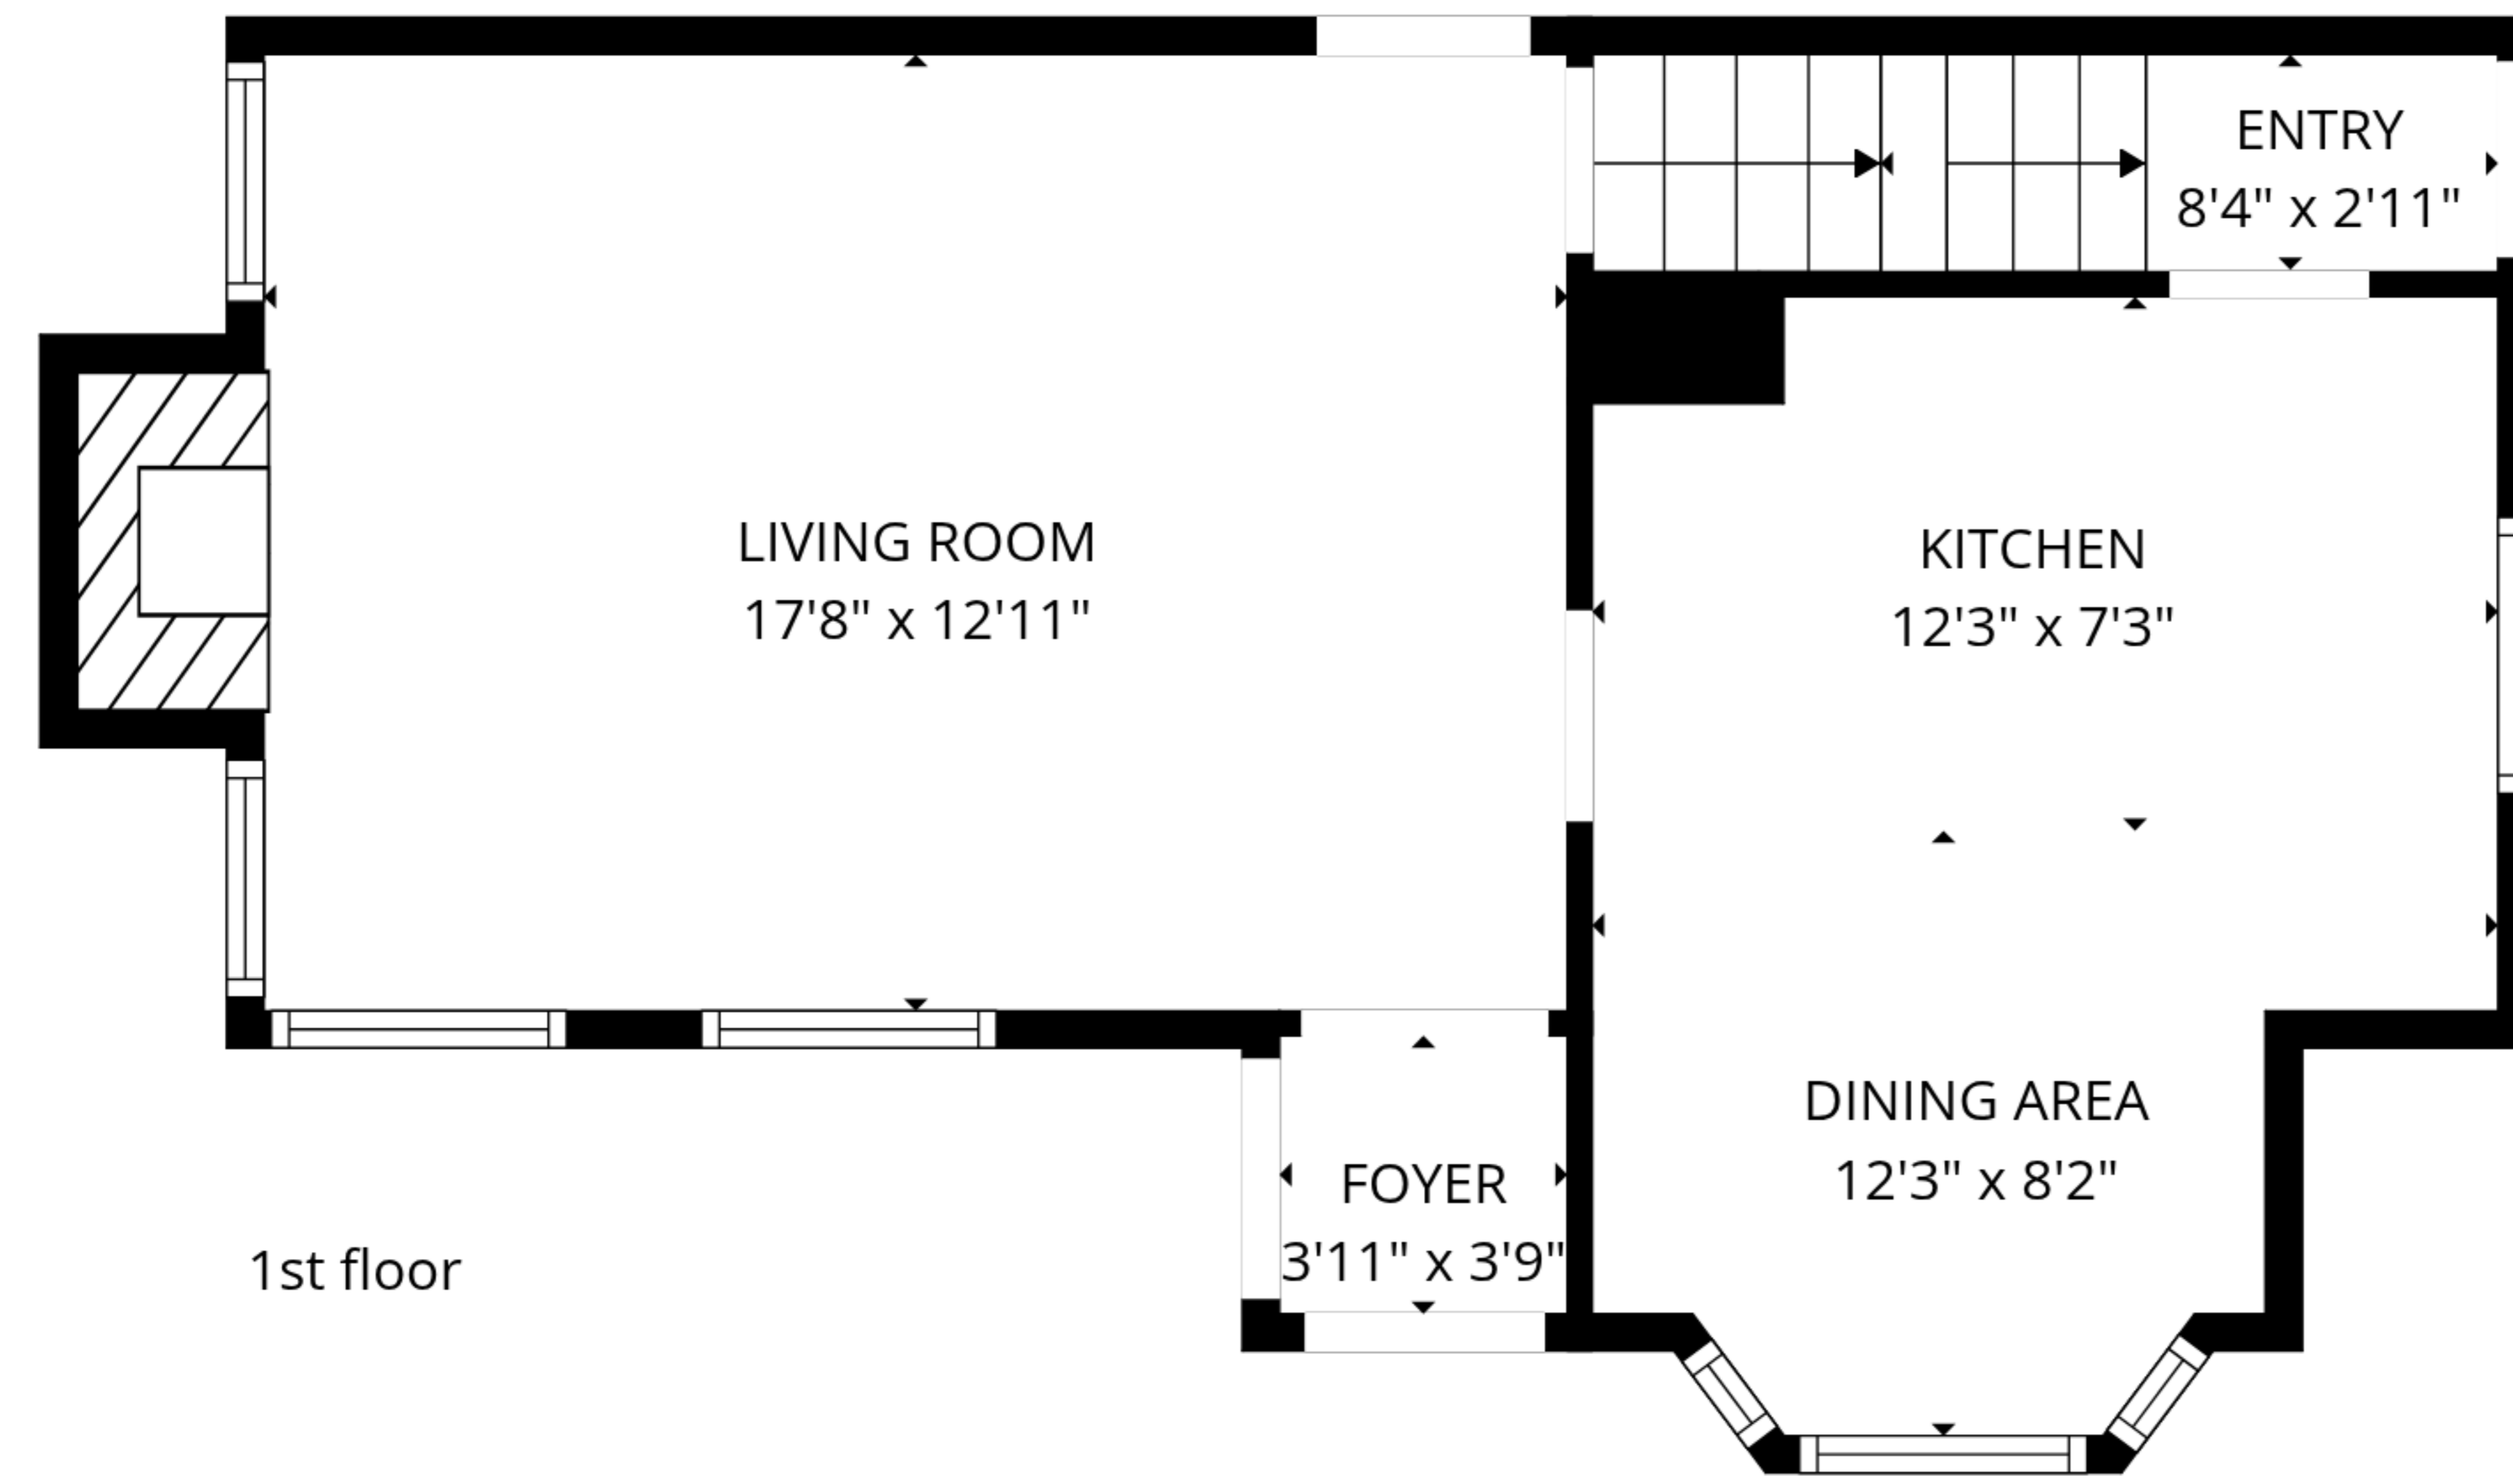 ENTRY
8'4" x 2'11"
LIVING ROOM
17'8" x 12'11"
KITCHEN
12'3" x 7'3"
DINING AREA
12'3" x 8'2"
FOYER
3'11" x 3'9"
1st floor